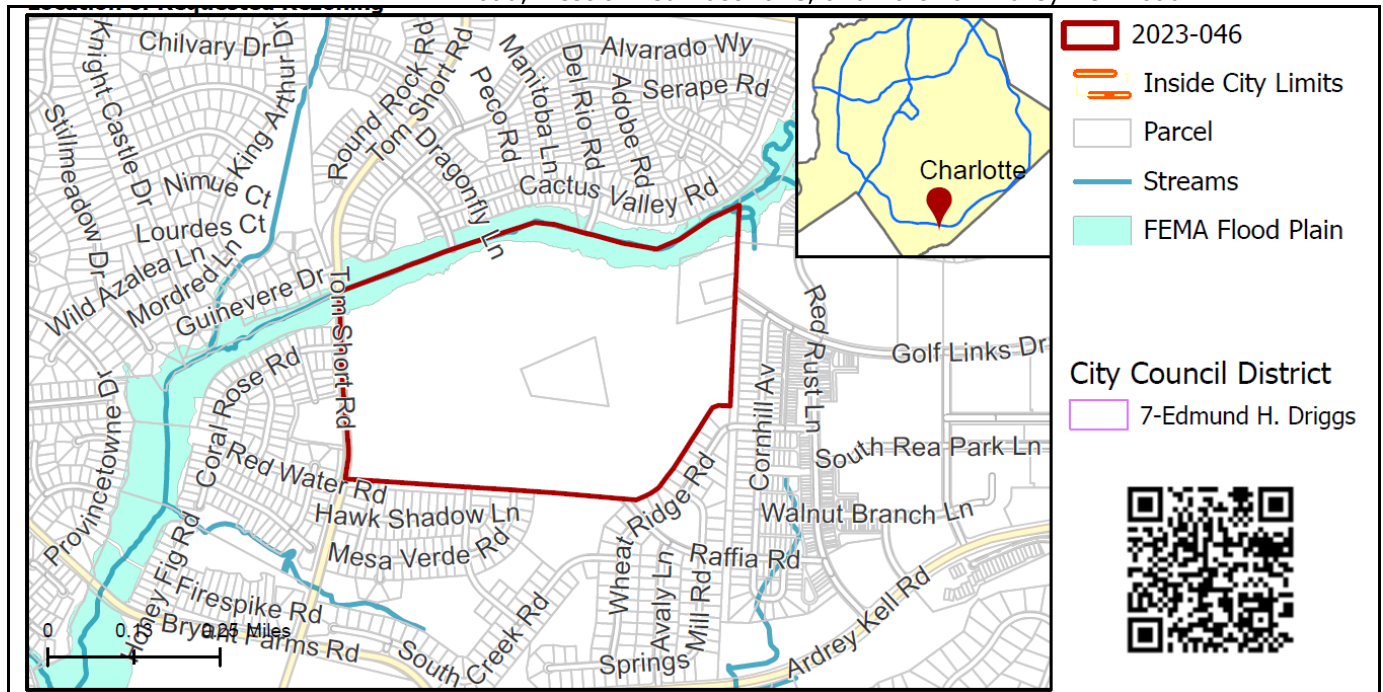 Location of Requested Rezoning
2023-046
Inside City Limits
Parcel
Streams
FEMA Flood Plain
City Council District
7-Edmund H. Driggs
Charlotte
Chilvary Dr
Knight Castle Dr
King Arthur Dr
Stillmeadow Dr
Nimue Ct
Lourdes Ct
Wild Azalea Ln
Mordred Ln
Guinevere Dr
Round Rock Rd
Tom Short Rd
Dragonfly Ln
Peco Rd
Manitoba Ln
Del Rio Rd
Adobe Rd
Alvarado Wy
Serape Rd
Cactus Valley Rd
Tom Short Rd
Coral Rose Rd
Provincetowne Dr
Red Water Rd
Hawk Shadow Ln
Mesa Verde Rd
Firespike Rd
Bryant Farms Rd
South Creek Rd
Wheat Ridge Rd
Avaly Ln
Mill Rd
Raffia Rd
Springs
Cornhill Av
Red Rust Ln
Golf Links Dr
South Rea Park Ln
Walnut Branch Ln
Ardrey Kell Rd
0
0.25 Miles